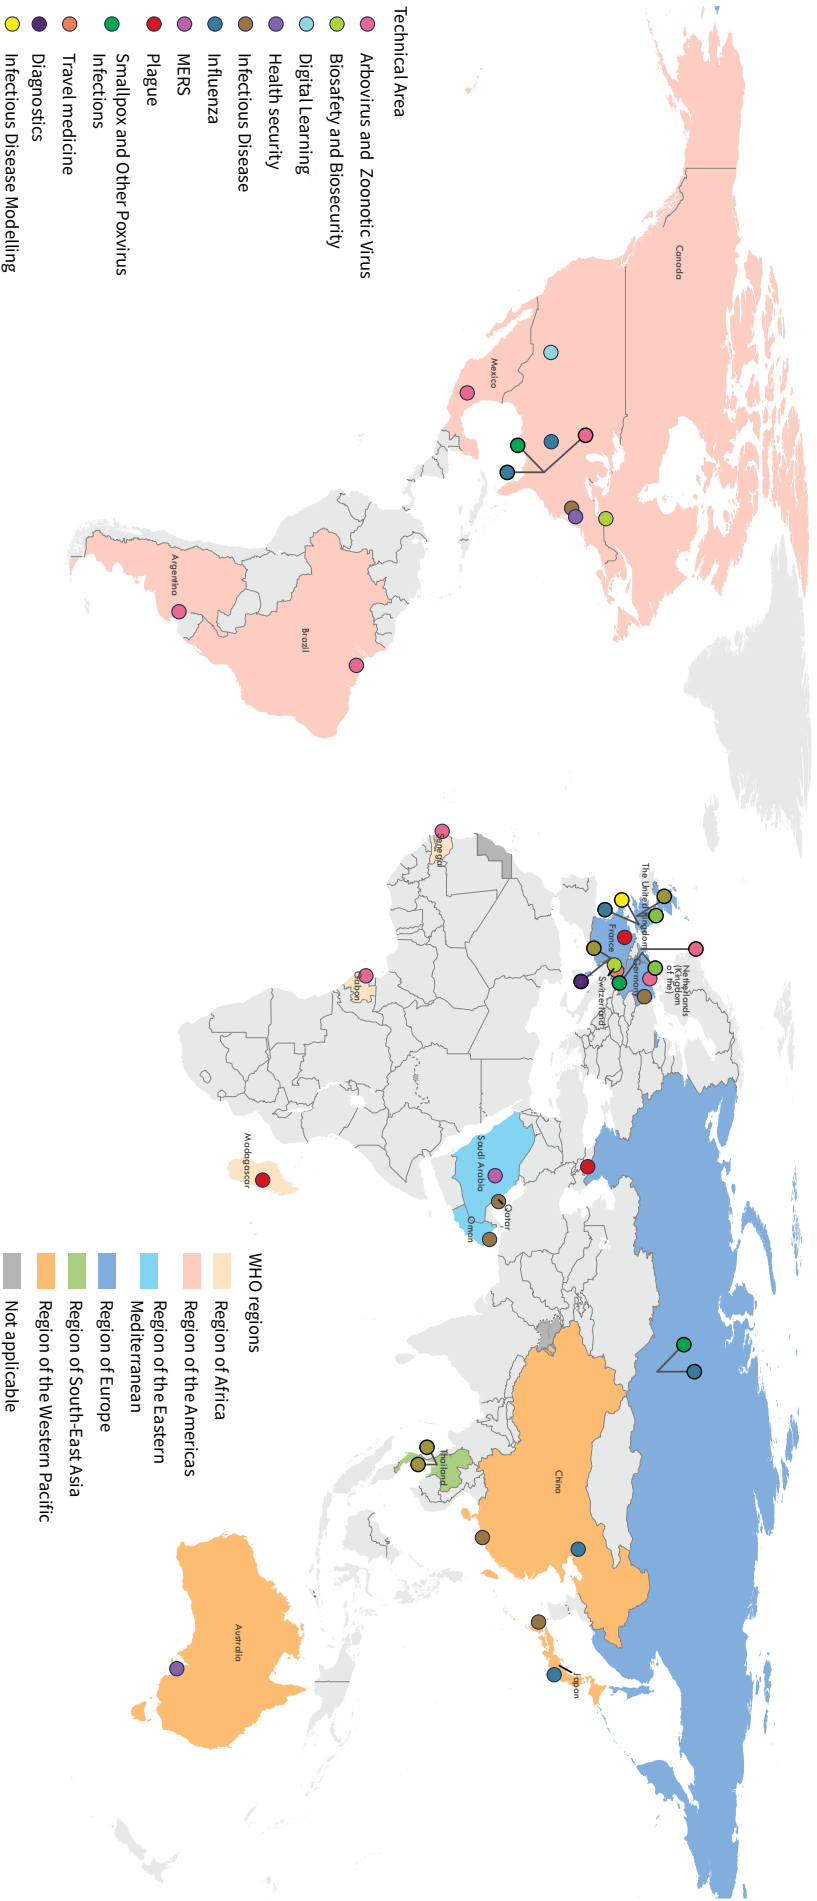 Technical Area
Arbovirus and Zoonotic Virus
Biosafety and Biosecurity
Digital Learning
Health security
Infectious Disease
Influenza
MERS
Plague
Smallpox and Other Poxvirus
Infections
Travel medicine
Diagnostics
Infectious Disease Modelling
Canada
Mexico
Brazil
Argentina
The United Kingdom
Netherlands
(Kingdom
of the)
Germany
France
Switzerland
Senegal
Gabon
Madagascar
Saudi Arabia
Qatar
Oman
China
Thailand
Japan
Australia
WHO regions
Region of Africa
Region of the Americas
Region of the Eastern
Mediterranean
Region of Europe
Region of South-East Asia
Region of the Western Pacific
Not applicable